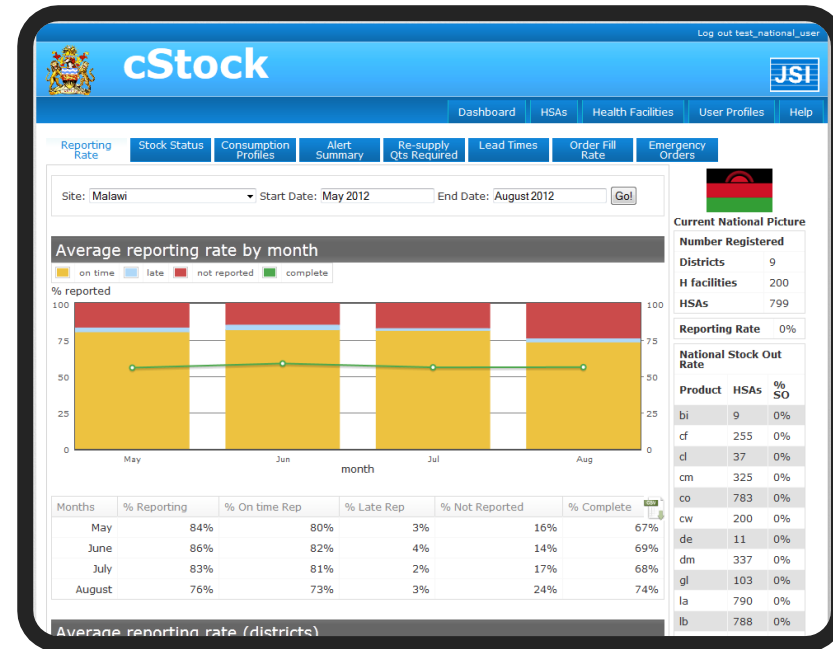 Log out test_national_user
cStock
JSI
Dashboard HSAs Health Facilities User Profiles Help
Reporting Rate Stock Status Consumption Profiles Alert Summary Re-supply Qts Required Lead Times Order Fill Rate Emergency Orders
Site: Malawi Start Date: May 2012 End Date: August 2012 Go!
Average reporting rate by month
on time late not reported complete
% reported
100 100
75 75
50 50
25 25
0 0
May Jun Jul Aug
month
Months % Reporting % On time Rep % Late Rep % Not Reported % Complete CSV
May 84% 80% 3% 16% 67%
June 86% 82% 4% 14% 69%
July 83% 81% 2% 17% 68%
August 76% 73% 3% 24% 74%
Average reporting rate (districts)
Current National Picture
Number Registered
Districts 9
H facilities 200
HSAs 799
Reporting Rate 0%
National Stock Out
Rate
Product HSAs % SO
bi 9 0%
cf 255 0%
cl 37 0%
cm 325 0%
co 783 0%
cw 200 0%
de 11 0%
dm 337 0%
gl 103 0%
la 790 0%
lb 788 0%